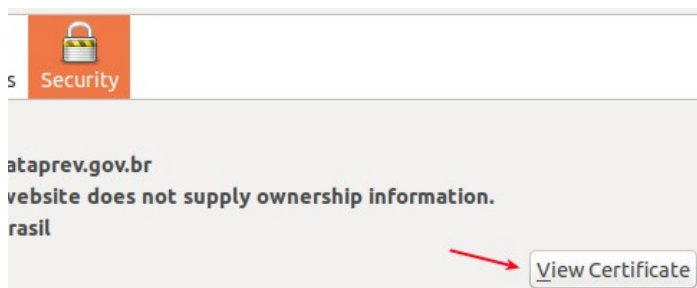 s Security
ataprev.gov.br
website does not supply ownership information.
rasil
View Certificate